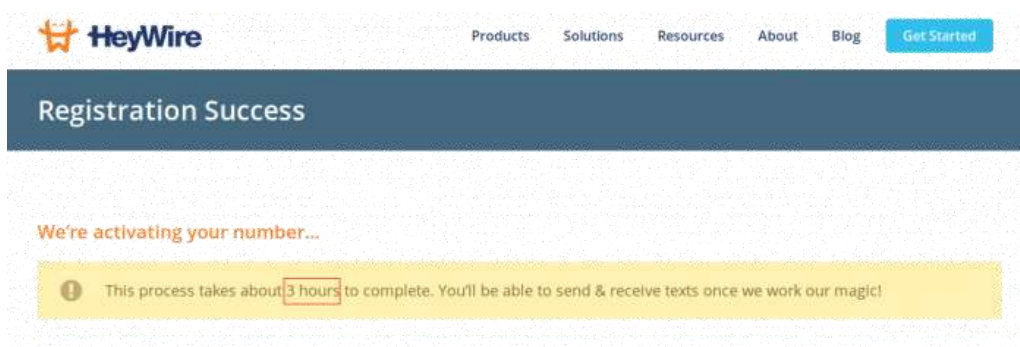 HeyWire
Products Solutions Resources About Blog Get Started
Registration Success
We're activating your number...
This process takes about 3 hours to complete. You'll be able to send & receive texts once we work our magic!